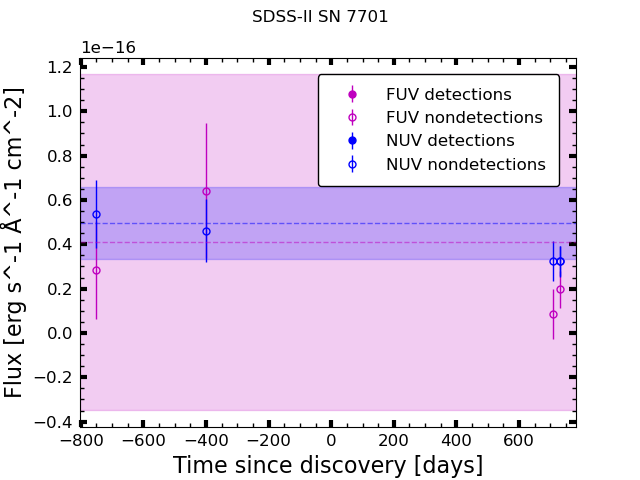 SDSS-II SN 7701
1e−16
1.2
1.0
0.8
0.6
0.4
0.2
0.0
−0.2
−0.4
Flux [erg s^-1 Å^-1 cm^-2]
FUV detections
FUV nondetections
NUV detections
NUV nondetections
−800 −600 −400 −200 0 200 400 600
Time since discovery [days]